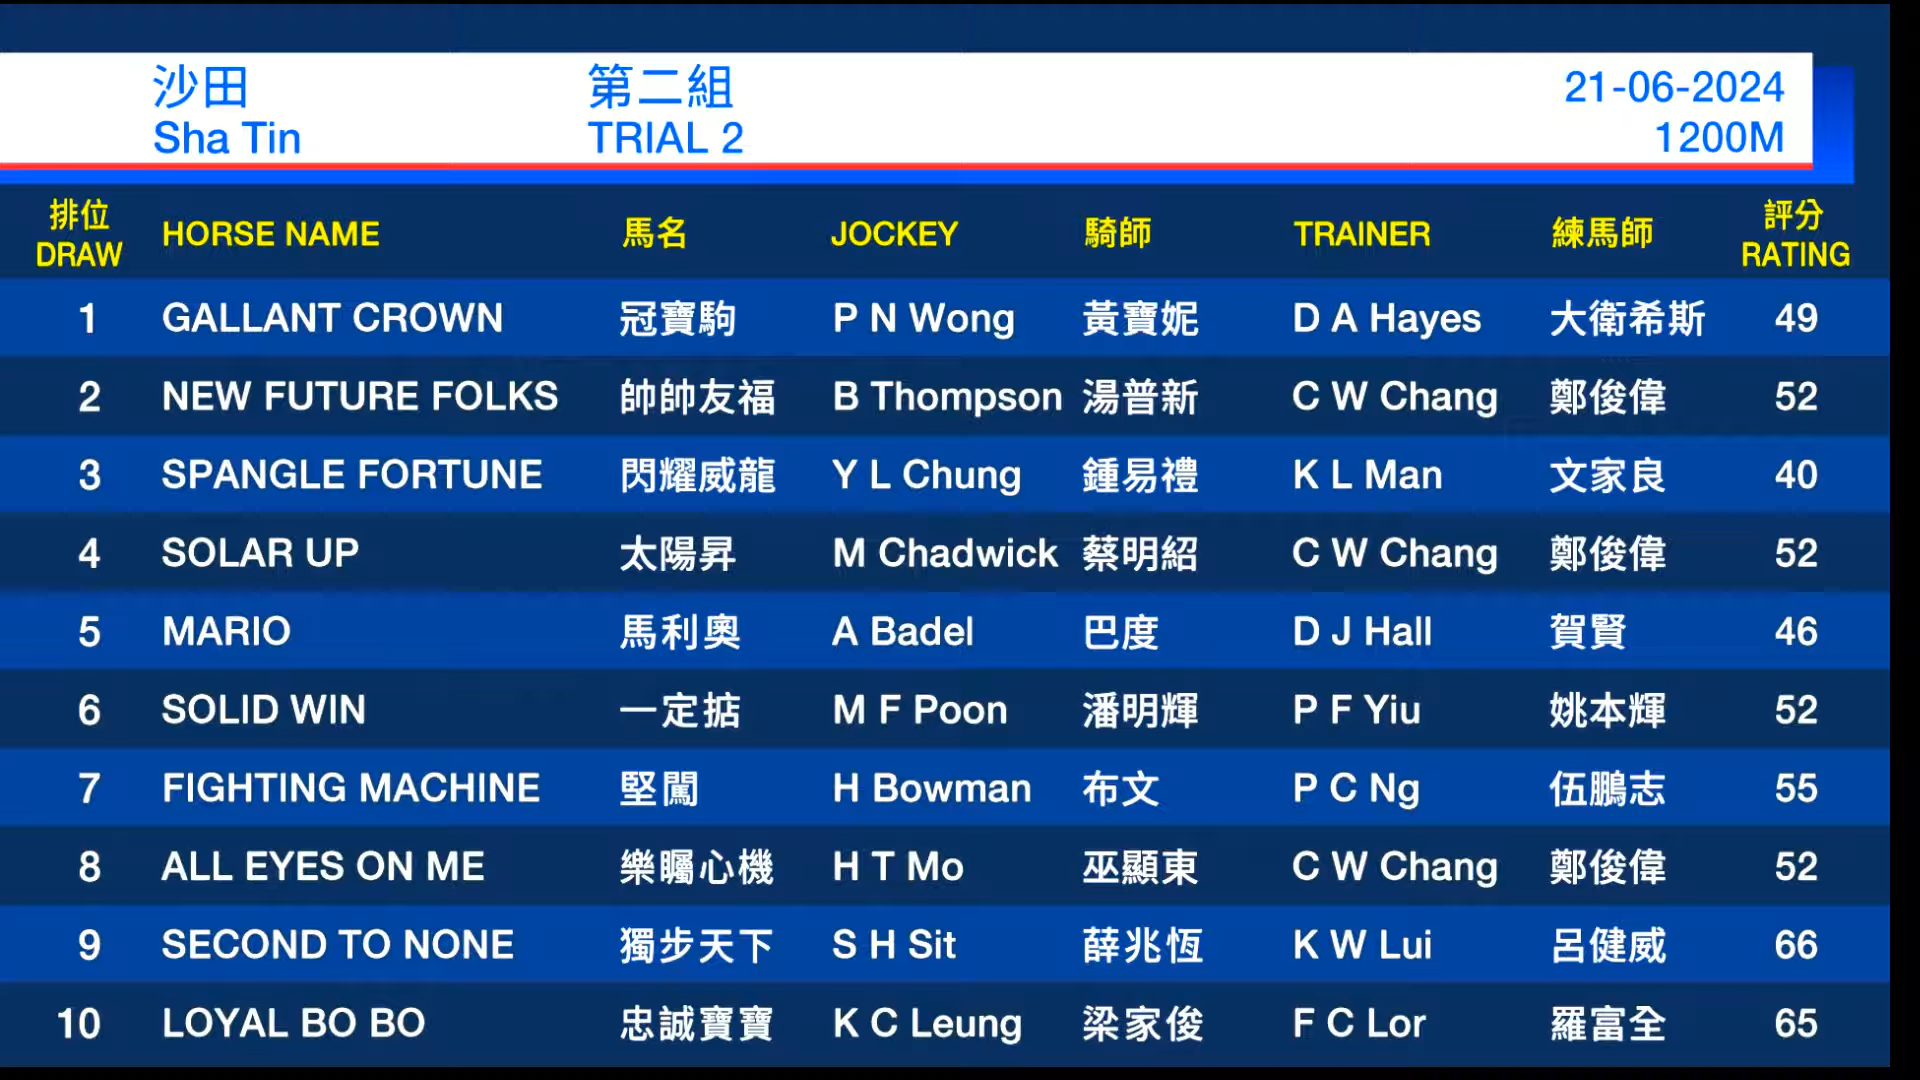 沙田 第二組 21-06-2024
Sha Tin TRIAL 2 1200M
排位 DRAW HORSE NAME 馬名 JOCKEY 騎師 TRAINER 練馬師 評分 RATING
1 GALLANT CROWN 冠寶駒 P N Wong 黃寶妮 D A Hayes 大衛希斯 49
2 NEW FUTURE FOLKS 帥帥友福 B Thompson 湯普新 C W Chang 鄭俊偉 52
3 SPANGLE FORTUNE 閃耀威龍 Y L Chung 鍾易禮 K L Man 文家良 40
4 SOLAR UP 太陽昇 M Chadwick 蔡明紹 C W Chang 鄭俊偉 52
5 MARIO 馬利奧 A Badel 巴度 D J Hall 賀賢 46
6 SOLID WIN 一定掂 M F Poon 潘明輝 P F Yiu 姚本輝 52
7 FIGHTING MACHINE 堅闖 H Bowman 布文 P C Ng 伍鵬志 55
8 ALL EYES ON ME 樂矚心機 H T Mo 巫顯東 C W Chang 鄭俊偉 52
9 SECOND TO NONE 獨步天下 S H Sit 薛兆恆 K W Lui 呂健威 66
10 LOYAL BO BO 忠誠寶寶 K C Leung 梁家俊 F C Lor 羅富全 65